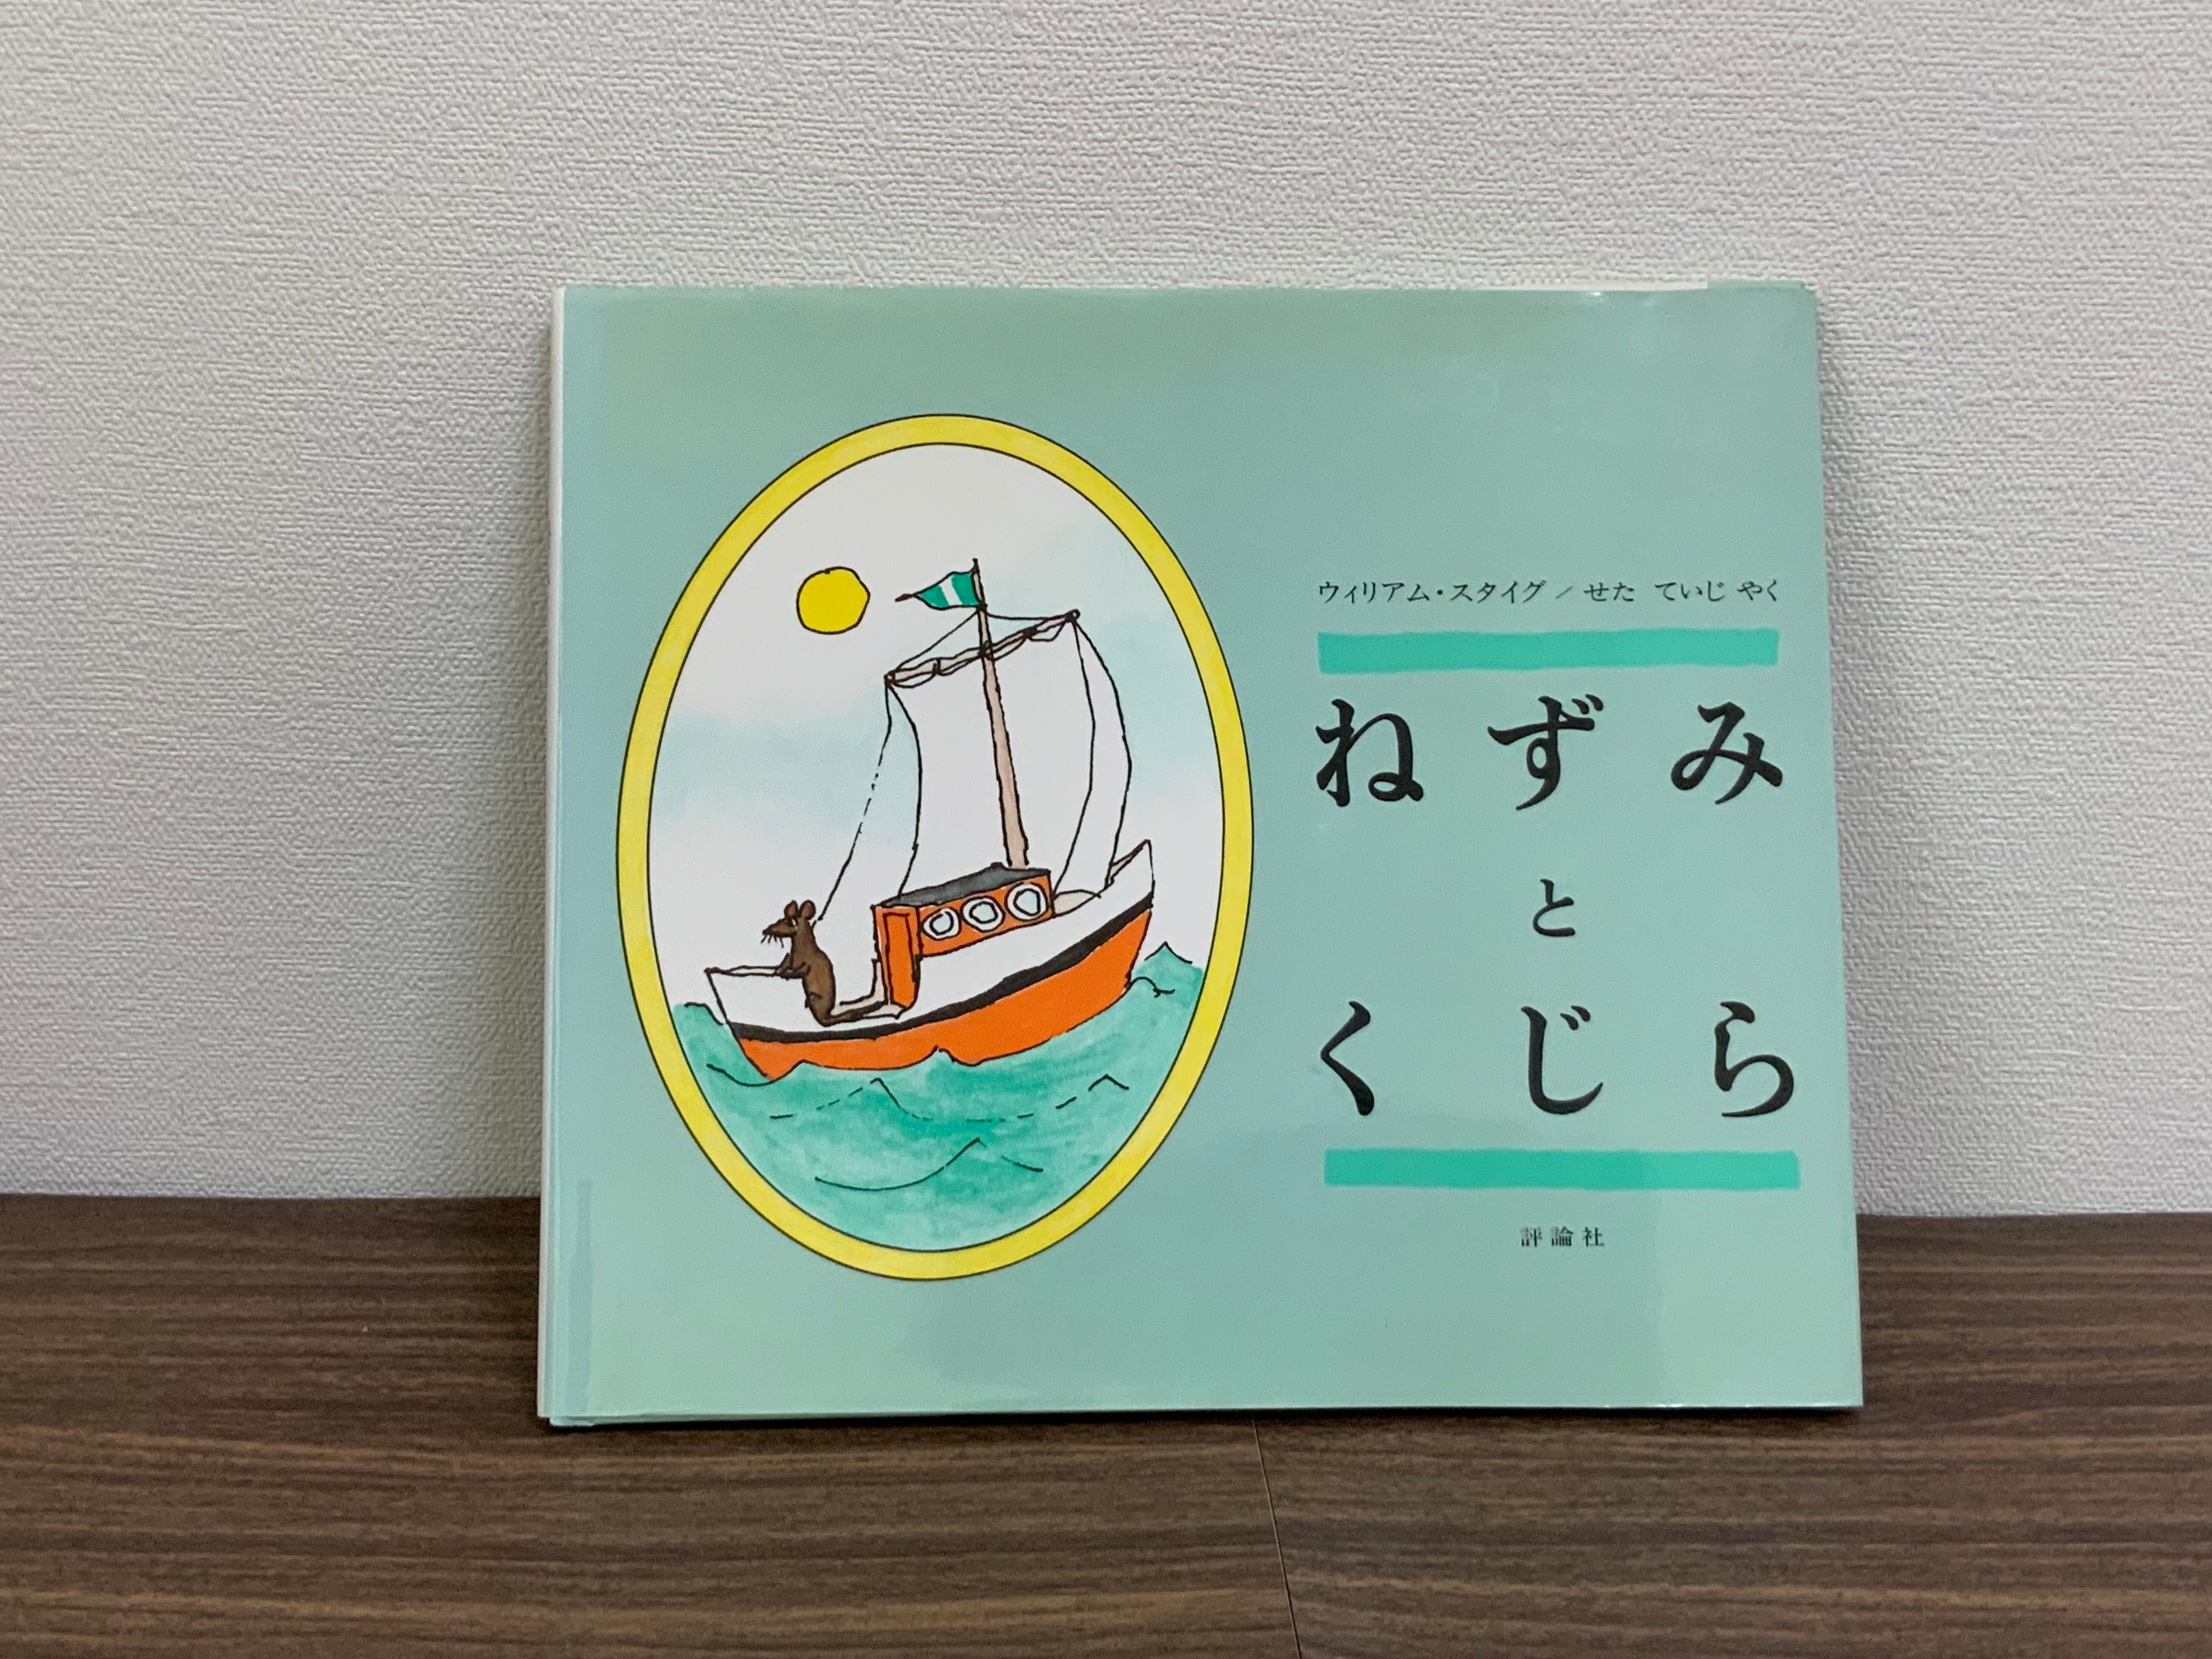 ウィリアム・スタイグ/せた ていじ やく
ねずみ
と
くじら
評論社